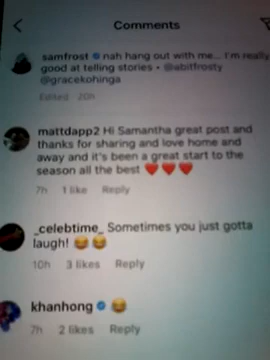 Comments
samfrost nah hang out with me... I'm really
good at telling stories • @abitfrosty
@gracekohinga
Edited 20h
mattdapp2 Hi Samantha great post and
thanks for sharing and love home and
away and it's been a great start to the
season all the best ❤️❤️❤️
7h 1 like Reply
_celebtime_ Sometimes you just gotta
laugh! 😂😂
10h 3 likes Reply
khanhong 😂
7h 2 likes Reply